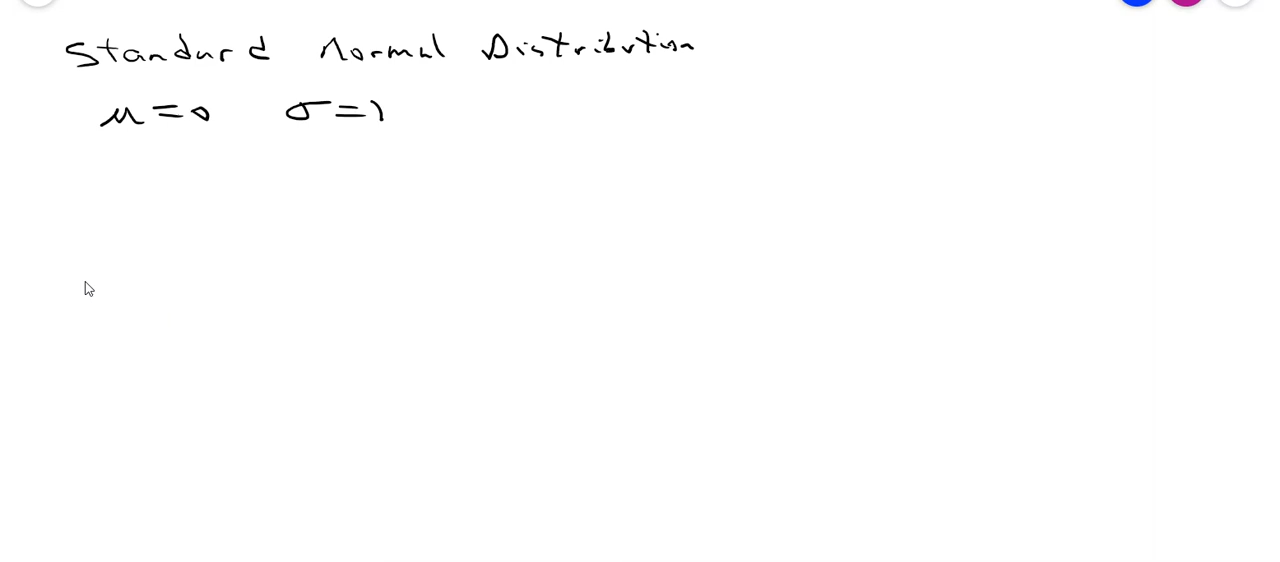 Standard Normal Distribution
μ = 0 σ = 1